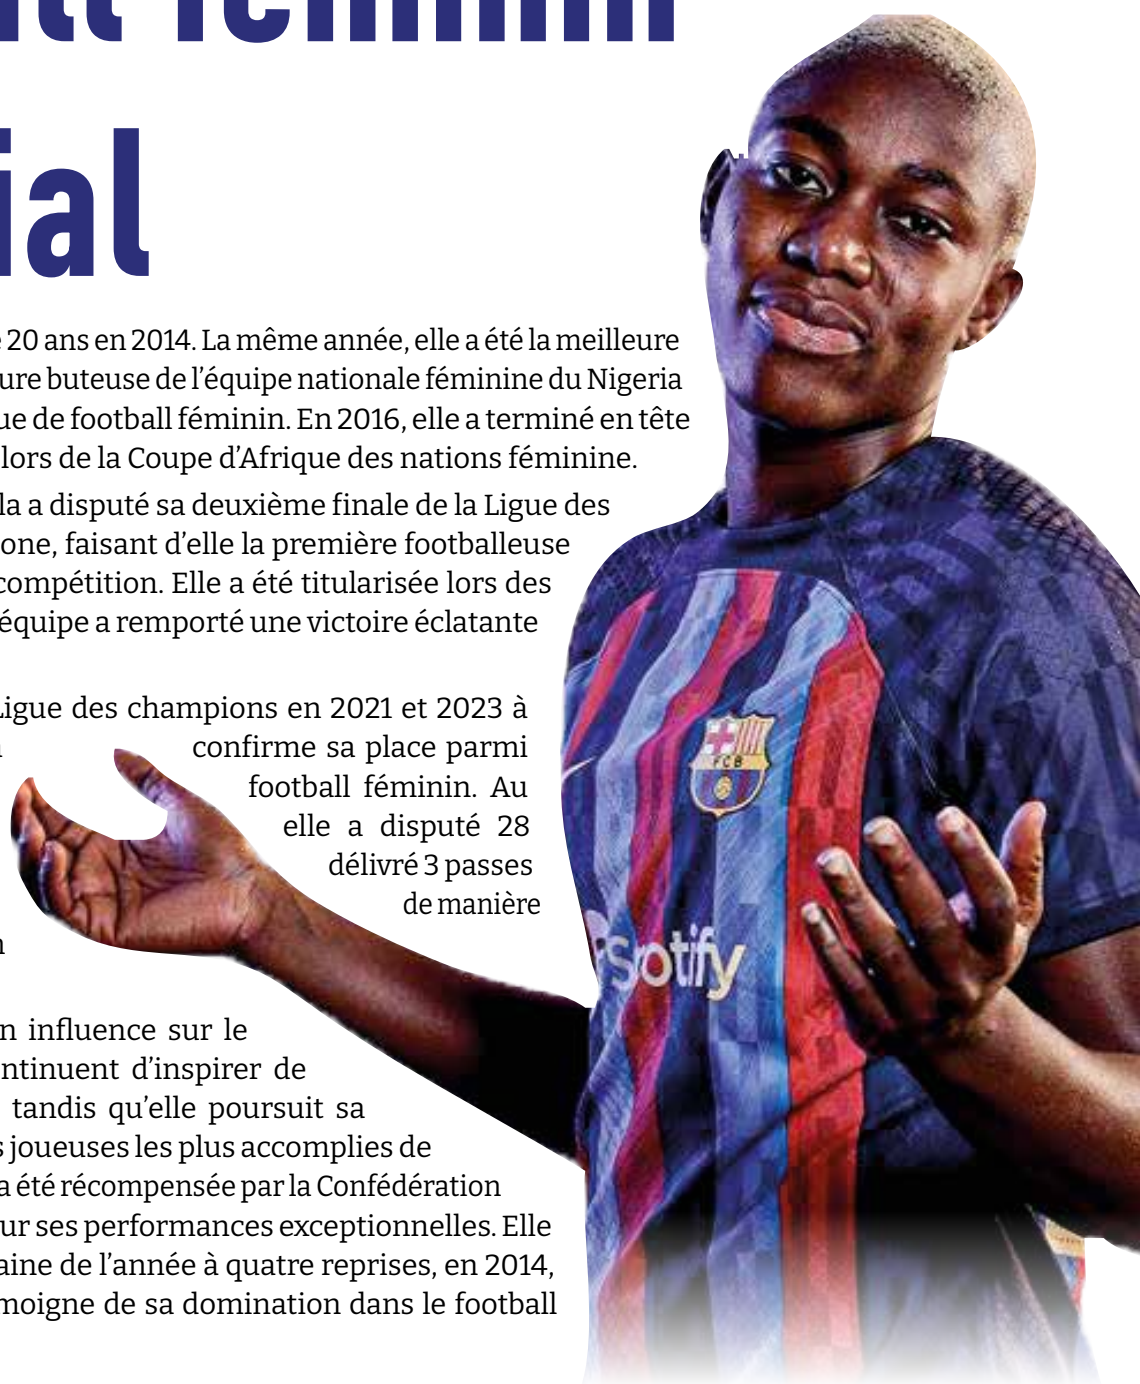 féminin
ial
20 ans en 2014. La même année, elle a été la meilleure
ure buteuse de l’équipe nationale féminine du Nigeria
ue de football féminin. En 2016, elle a terminé en tête
lors de la Coupe d’Afrique des nations féminine.
la a disputé sa deuxième finale de la Ligue des
one, faisant d’elle la première footballeuse
compétition. Elle a été titularisée lors des
équipe a remporté une victoire éclatante
Ligue des champions en 2021 et 2023 à
confirme sa place parmi
football féminin. Au
elle a disputé 28
délivré 3 passes
de manière
n
n influence sur le
ntinuent d’inspirer de
tandis qu’elle poursuit sa
s joueuses les plus accomplies de
a été récompensée par la Confédération
ur ses performances exceptionnelles. Elle
aine de l’année à quatre reprises, en 2014,
moigne de sa domination dans le football
FCB
Spotify